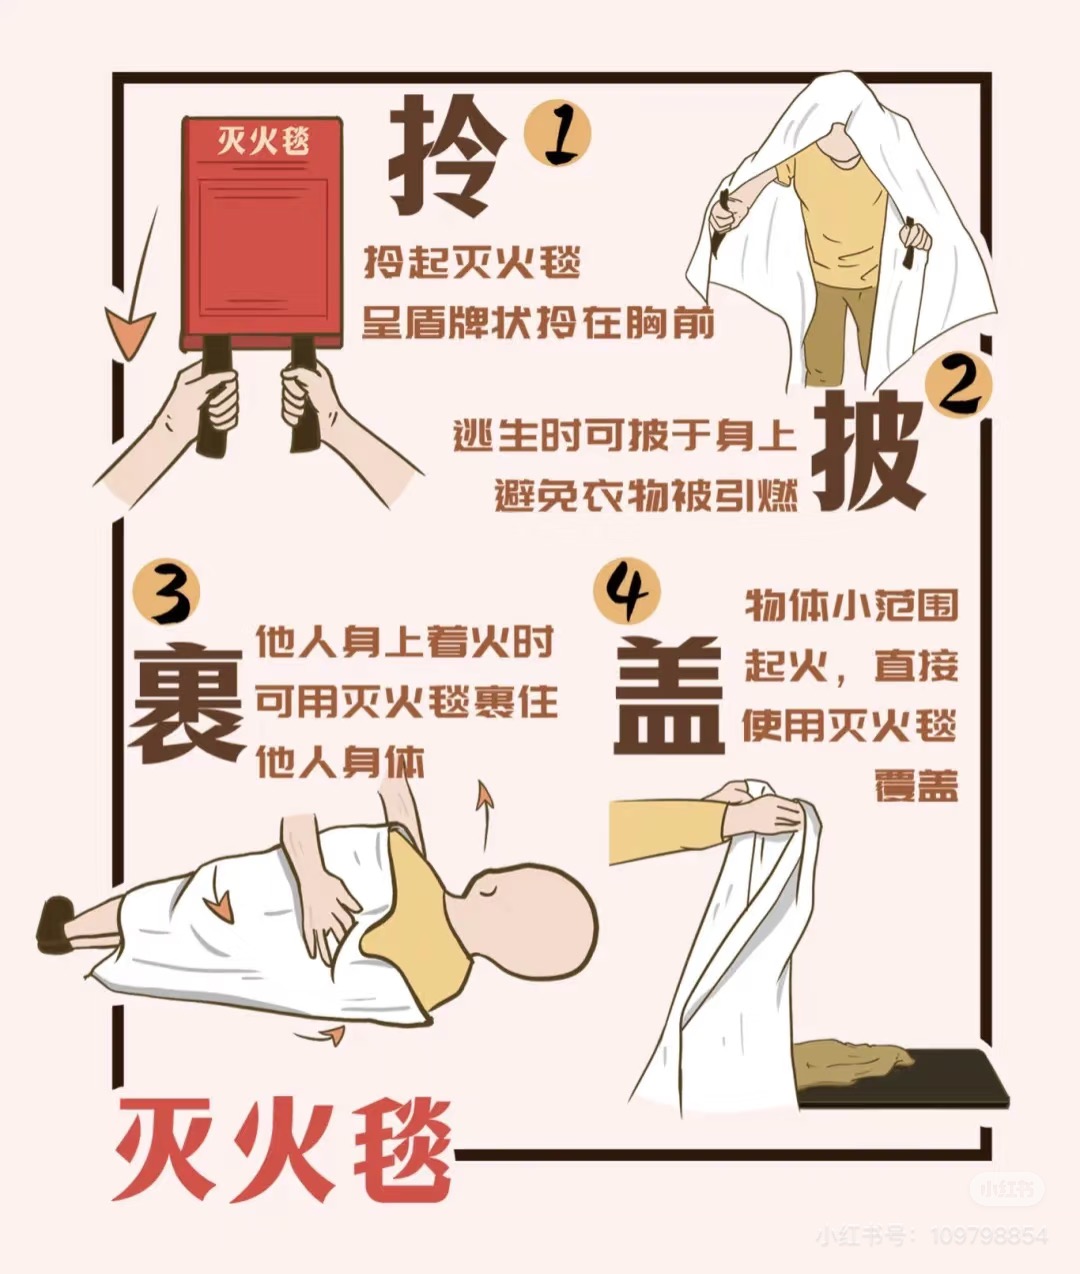 灭火毯
拎 1
拎起灭火毯
呈盾牌状拎在胸前
2
披
逃生时可披于身上
避免衣物被引燃
3
裹
他人身上着火时
可用灭火毯裹住
他人身体
4
盖
物体小范围
起火，直接
使用灭火毯
覆盖
灭火毯
小红书
小红书号：109798854